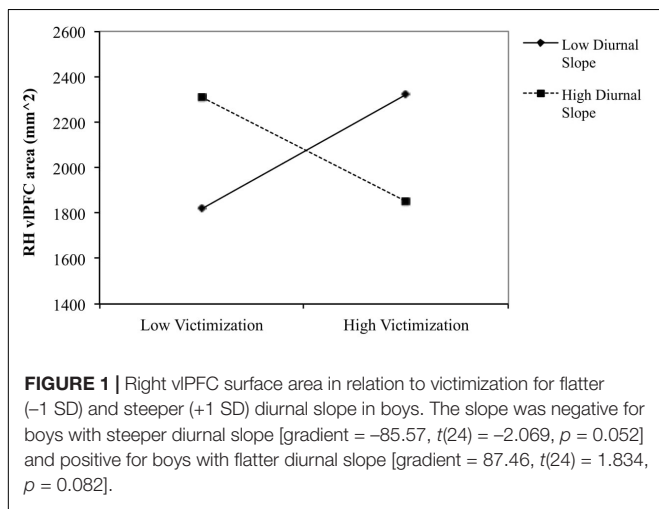 2600
2400
2200
2000
1800
1600
1400
RH vlPFC area (mm^2)
Low Victimization
High Victimization
Low Diurnal
Slope
High Diurnal
Slope
FIGURE 1 | Right vlPFC surface area in relation to victimization for flatter
(–1 SD) and steeper (+1 SD) diurnal slope in boys. The slope was negative for
boys with steeper diurnal slope [gradient = –85.57, t(24) = –2.069, p = 0.052]
and positive for boys with flatter diurnal slope [gradient = 87.46, t(24) = 1.834,
p = 0.082].